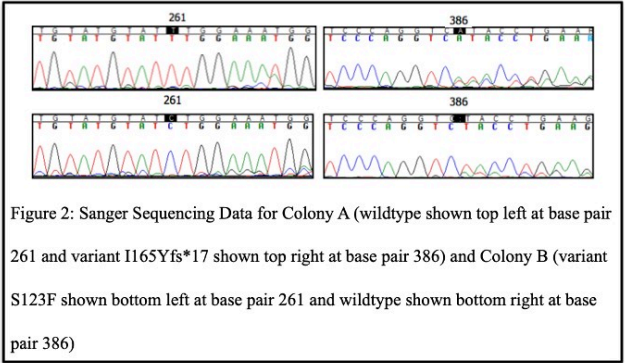 261
T G T A T G T A T T T G G A A A T G G
T G T A T G T A T T T G G A A A T G G
386
T C C C A G G T C A T A C C T G A A A
T C C C A G G T C A T A C C T G A A A
261
T G T A T G T A T C T G G A A A T G G
T G T A T G T A T C T G G A A A T G G
386
T C C C A G G T C T A C C T G A A G
T C C C A G G T C T A C C T G A A G
Figure 2: Sanger Sequencing Data for Colony A (wildtype shown top left at base pair
261 and variant I165Yfs*17 shown top right at base pair 386) and Colony B (variant
S123F shown bottom left at base pair 261 and wildtype shown bottom right at base
pair 386)